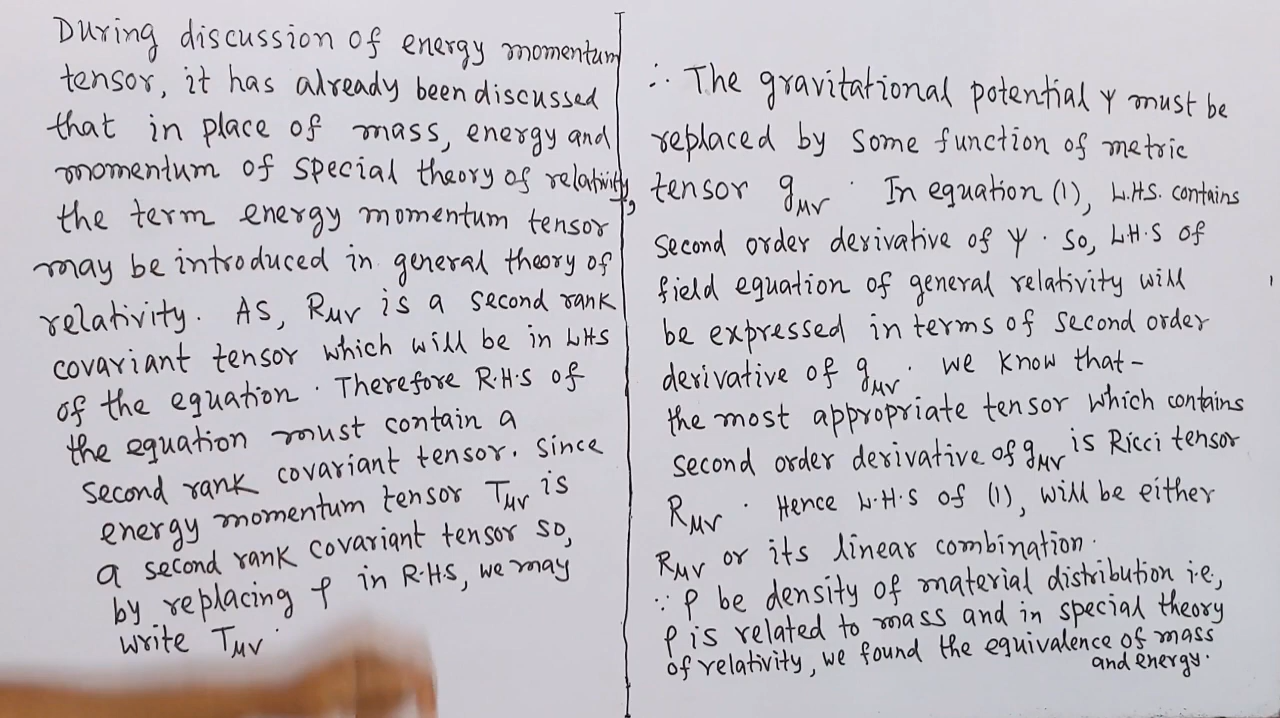 During discussion of energy momentum
tensor, it has already been discussed
that in place of mass, energy and
momentum of special theory of relativity,
the term energy momentum tensor
may be introduced in general theory of
relativity. As, Rμν is a second rank
covariant tensor which will be in LHS
of the equation. Therefore R.H.S of
the equation must contain a
second rank covariant tensor. since
energy momentum tensor Tμν is
a second rank covariant tensor so,
by replacing ρ in R.H.S, we may
write Tμν.
∴ The gravitational potential ψ must be
replaced by some function of metric
tensor gμν. In equation (1), L.H.S. contains
second order derivative of ψ. So, L.H.S of
field equation of general relativity will
be expressed in terms of second order
derivative of gμν. we know that-
the most appropriate tensor which contains
second order derivative of gμν is Ricci tensor
Rμν. Hence L.H.S of (1), will be either
Rμν or its linear combination.
∵ ρ be density of material distribution i.e,
ρ is related to mass and in special theory
of relativity, we found the equivalence of mass
and energy.